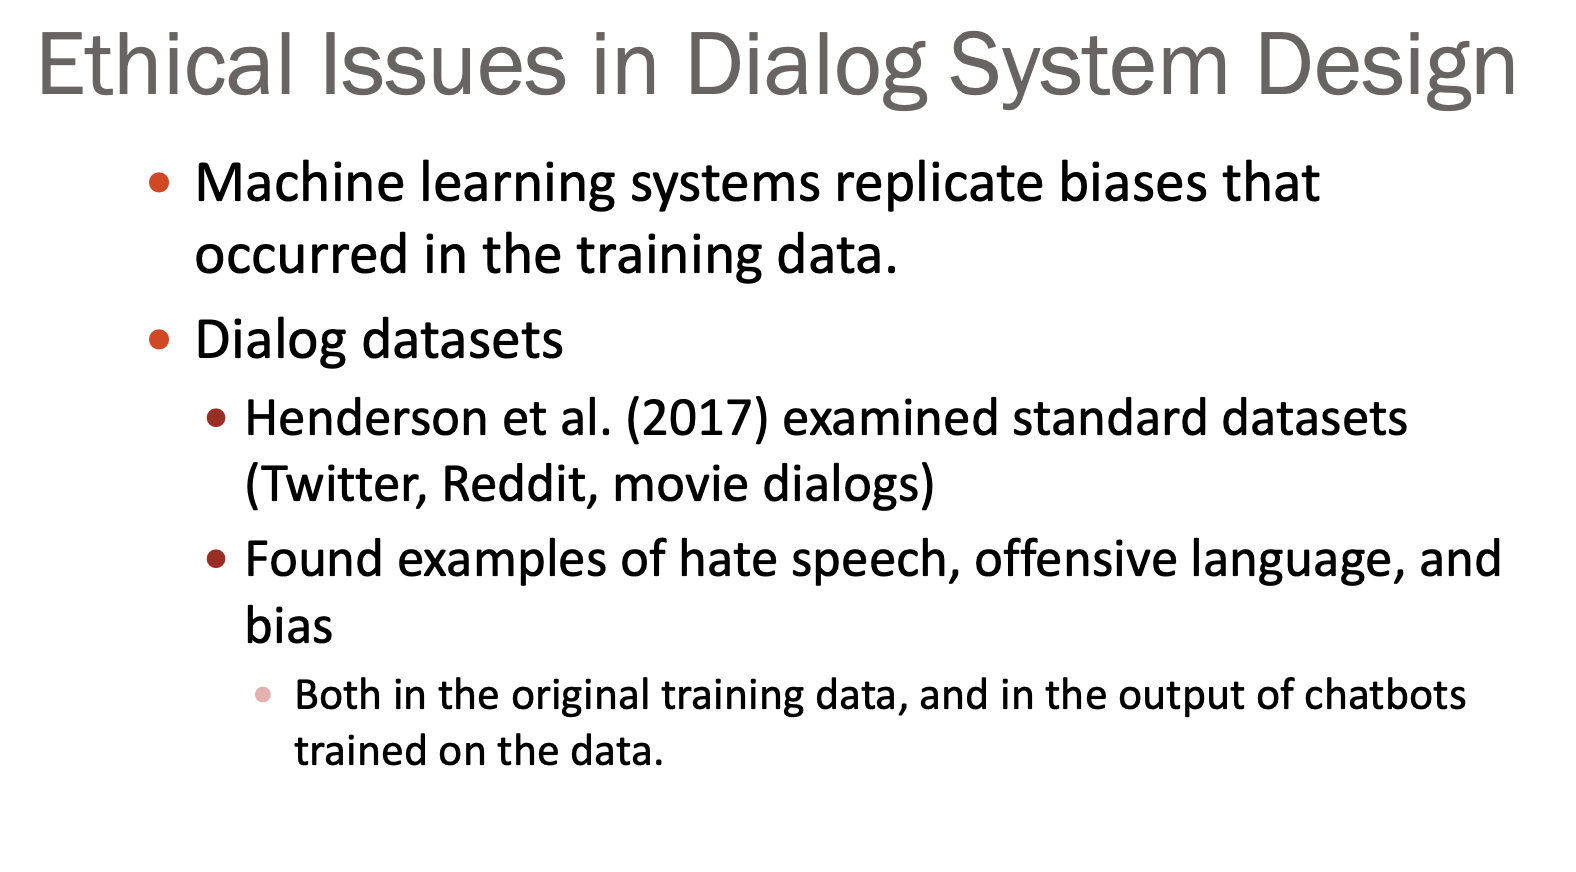 Ethical Issues in Dialog System Design
• Machine learning systems replicate biases that
occurred in the training data.
• Dialog datasets
• Henderson et al. (2017) examined standard datasets
(Twitter, Reddit, movie dialogs)
• Found examples of hate speech, offensive language, and
bias
• Both in the original training data, and in the output of chatbots
trained on the data.